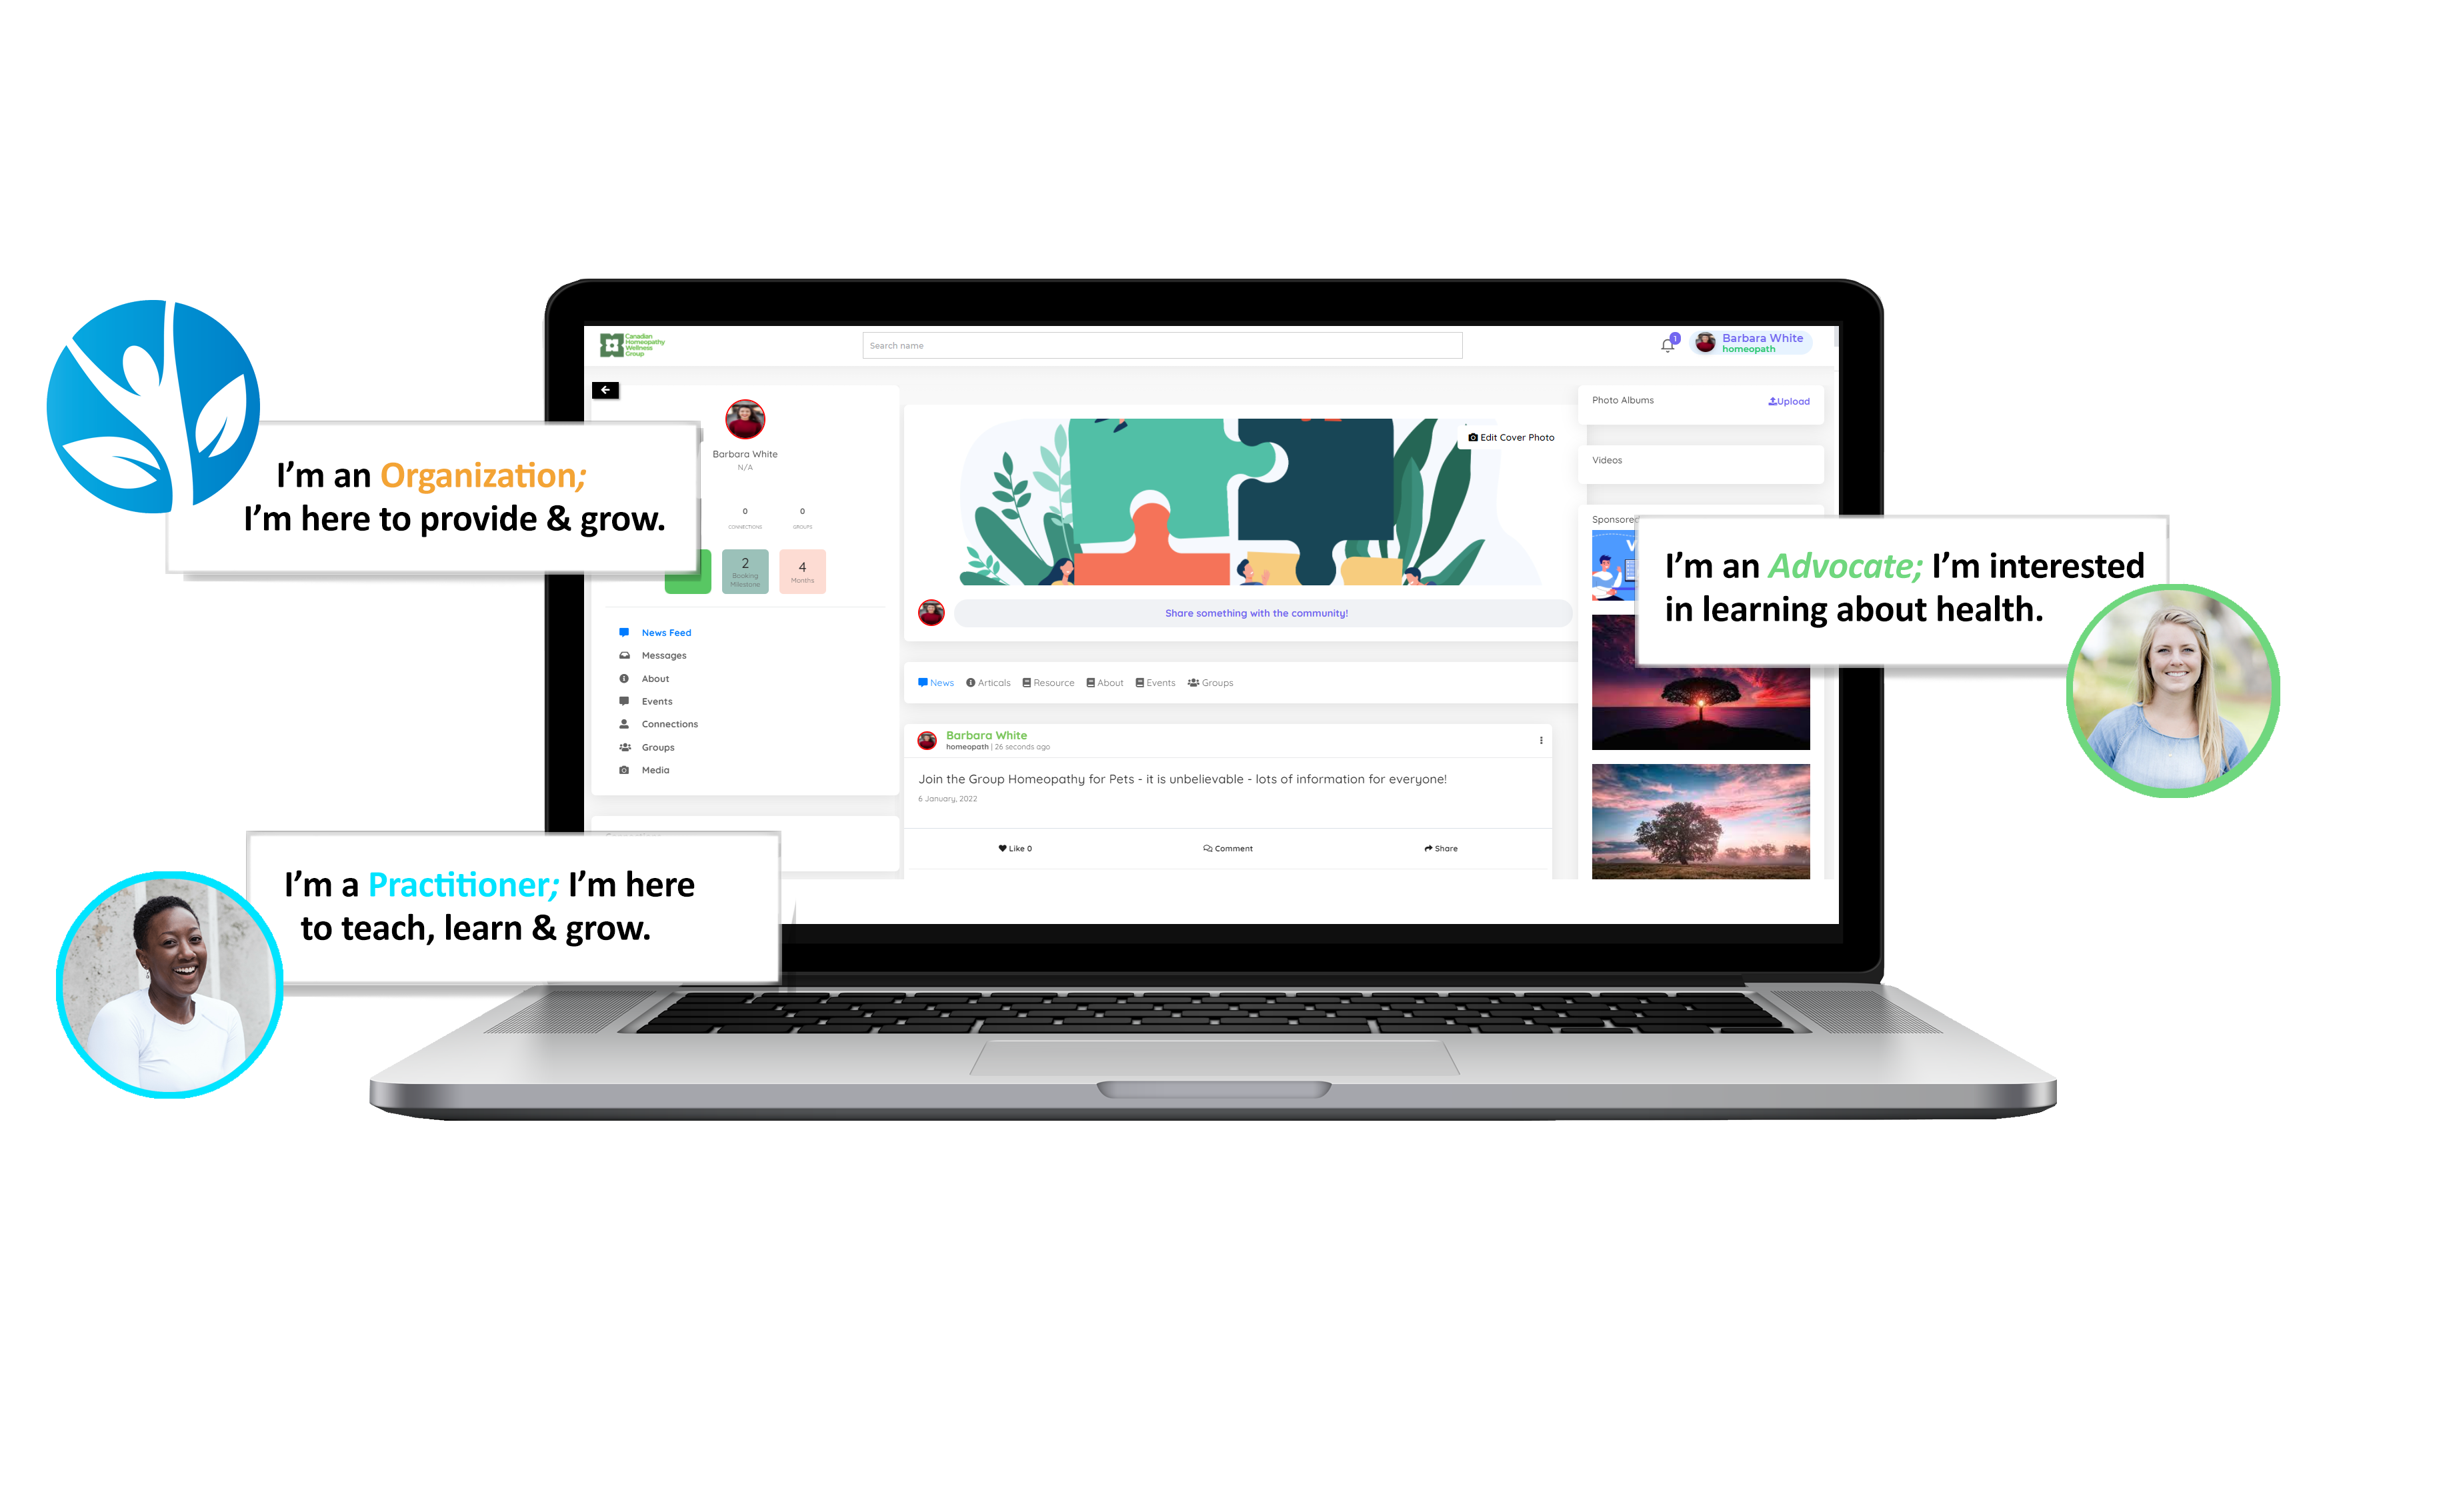 Canadian
Homeopathy
Wellness
Group
Search name
1
Barbara White
homeopath
Barbara White
N/A
0
CONNECTIONS
0
GROUPS
2
Booking
Milestone
4
Months
News Feed
Messages
About
Events
Connections
Groups
Media
Edit Cover Photo
Share something with the community!
News Articals Resource About Events Groups
Barbara White
homeopath | 26 seconds ago
Join the Group Homeopathy for Pets - it is unbelievable - lots of information for everyone!
6 January, 2022
Like 0 Comment Share
Photo Albums Upload
Videos
Sponsored
I'm an Organization;
I'm here to provide & grow.
I'm an Advocate; I'm interested
in learning about health.
I'm a Practitioner; I'm here
to teach, learn & grow.